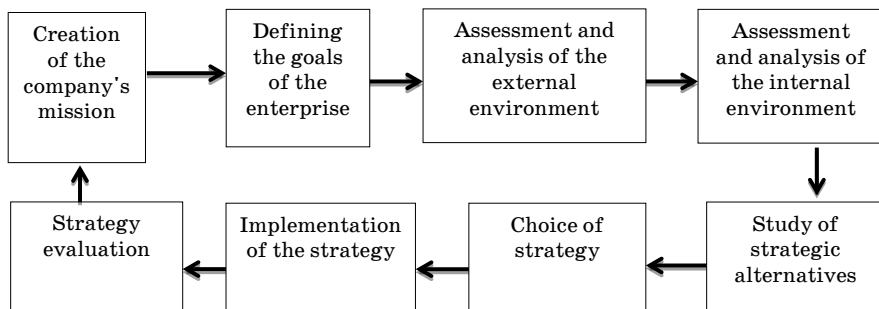 Creation
of the
company's
mission
Defining
the goals
of the
enterprise
Assessment and
analysis of the
external
environment
Assessment
and analysis of
the internal
environment
Study of
strategic
alternatives
Choice of
strategy
Implementation
of the strategy
Strategy
evaluation